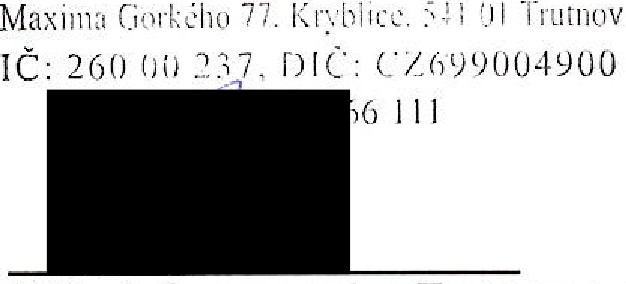 Maxima Gorkého 77, Kryblice, 541 01 Trutnov
IČ: 260 00 237, DIČ: CZ699004900
66 111